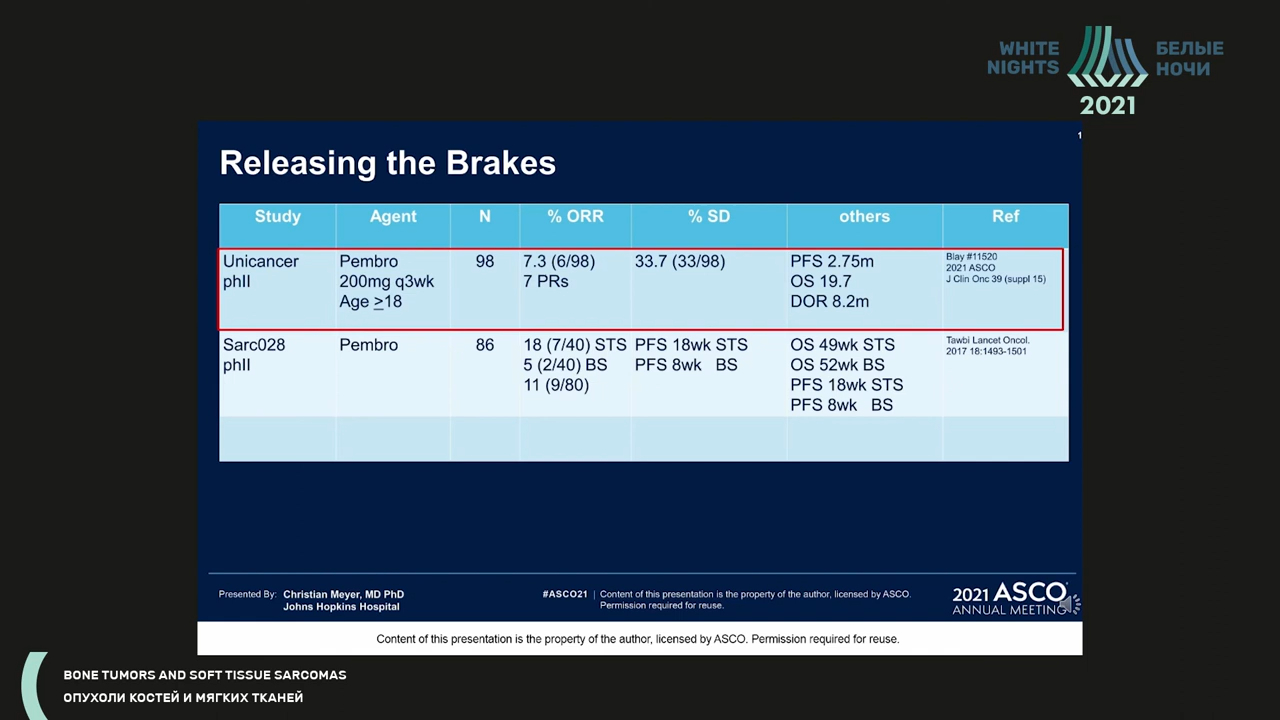 WHITE NIGHTS
БЕЛЫЕ НОЧИ
2021
1
Releasing the Brakes
Study Agent N % ORR % SD others Ref
Unicancer Pembro 98 7.3 (6/98) 33.7 (33/98) PFS 2.75m Blay #11520
phII 200mg q3wk 7 PRs OS 19.7 2021 ASCO
Age ≥18 DOR 8.2m J Clin Onc 39 (suppl 15)
Sarc028 Pembro 86 18 (7/40) STS PFS 18wk STS OS 49wk STS Tawbi Lancet Oncol.
phII 5 (2/40) BS PFS 8wk BS OS 52wk BS 2017 18:1493-1501
11 (9/80) PFS 18wk STS
PFS 8wk BS
Presented By: Christian Meyer, MD PhD
Johns Hopkins Hospital
#ASCO21 | Content of this presentation is the property of the author, licensed by ASCO.
Permission required for reuse.
2021 ASCO
ANNUAL MEETING
Content of this presentation is the property of the author, licensed by ASCO. Permission required for reuse.
BONE TUMORS AND SOFT TISSUE SARCOMAS
ОПУХОЛИ КОСТЕЙ И МЯГКИХ ТКАНЕЙ